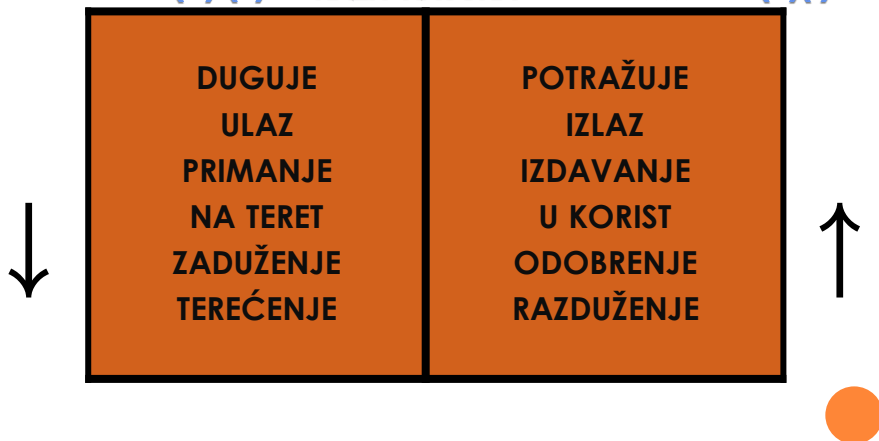 DUGUJE
ULAZ
PRIMANJE
NA TERET
ZADUŽENJE
TEREĆENJE
POTRAŽUJE
IZLAZ
IZDAVANJE
U KORIST
ODOBRENJE
RAZDUŽENJE